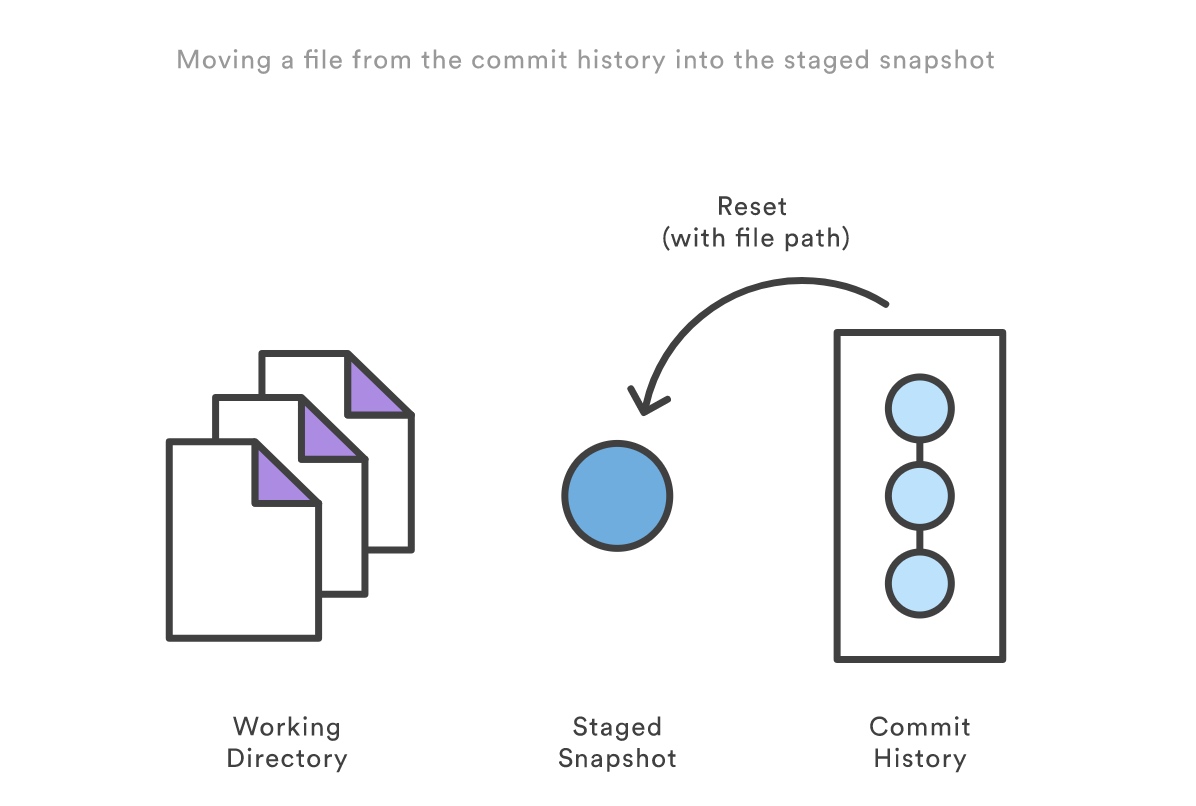 Moving a file from the commit history into the staged snapshot
Reset
(with file path)
Working
Directory
Staged
Snapshot
Commit
History